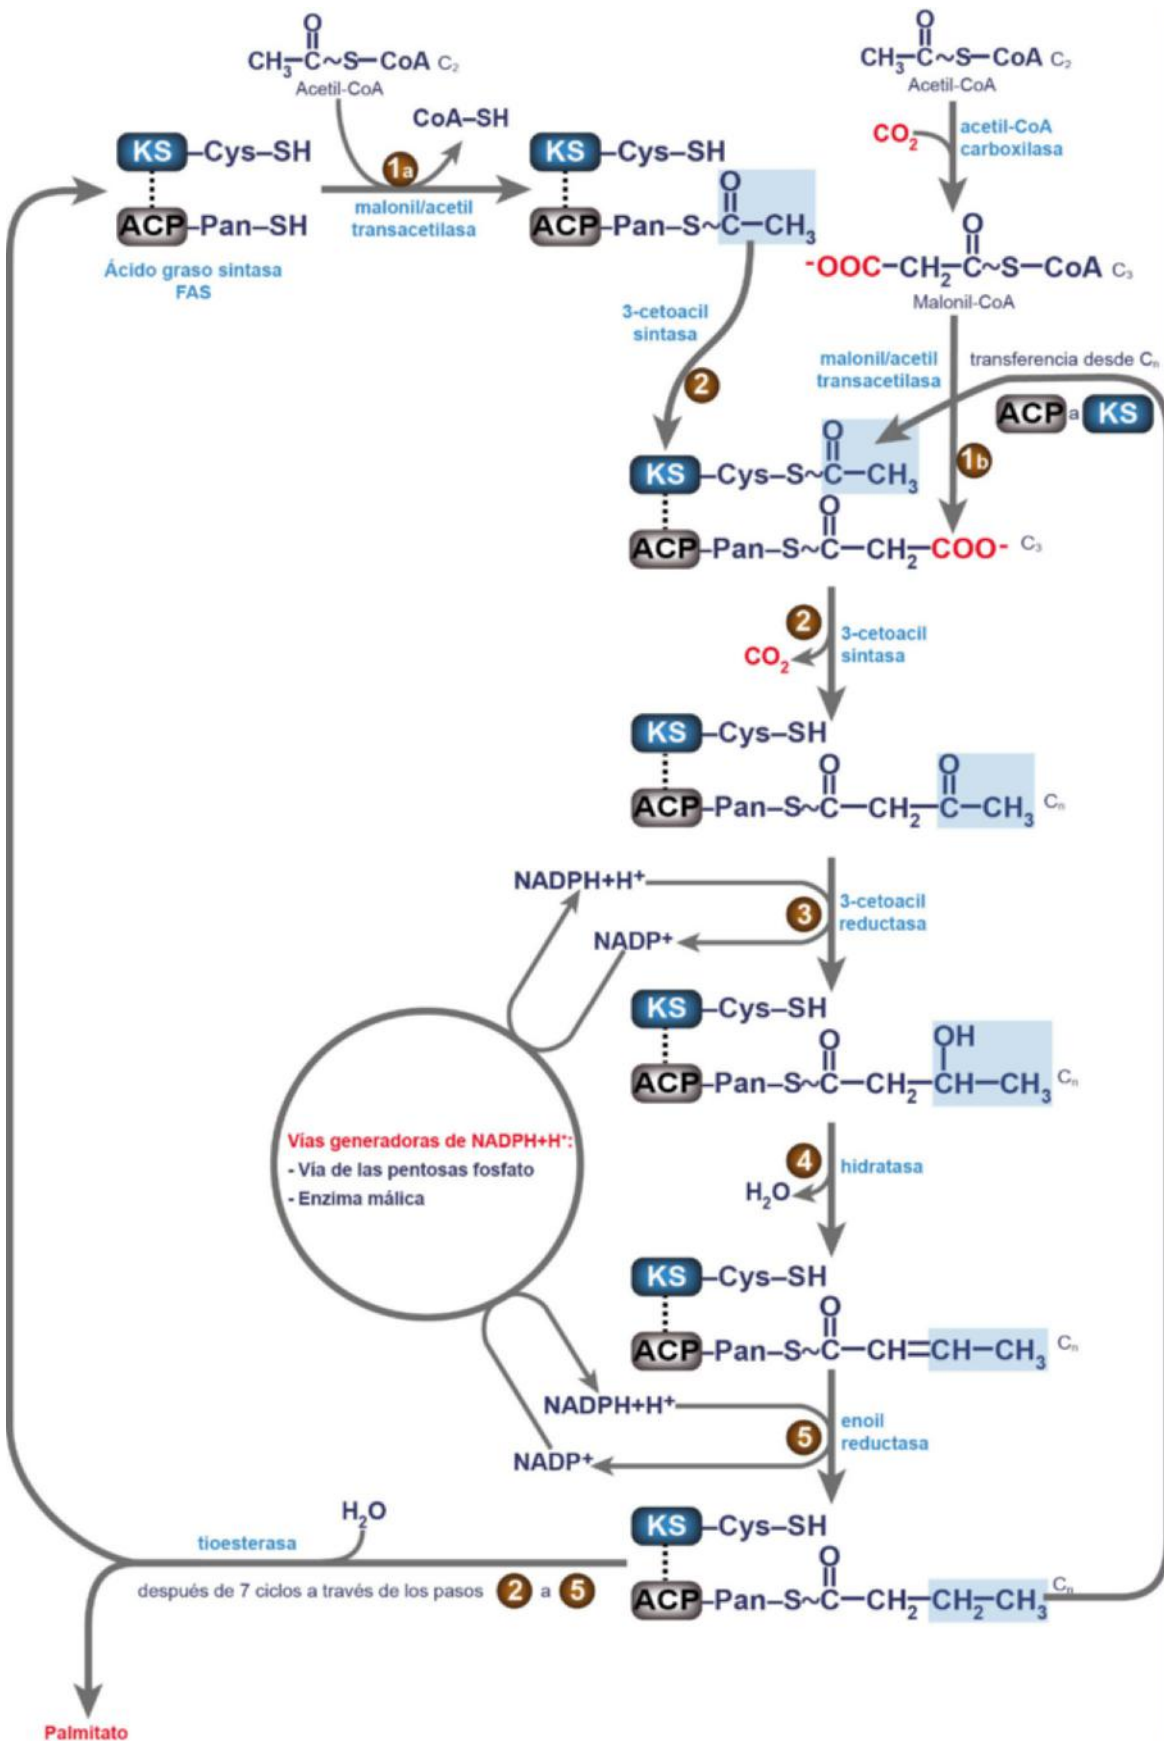 O
CH₃–C~S–CoA C₂
Acetil-CoA
CoA–SH
KS–Cys–SH
ACP–Pan–SH
Ácido graso sintasa
FAS
1a
malonil/acetil
transacetilasa
KS–Cys–SH
O
ACP–Pan–S~C–CH₃
O
CH₃–C~S–CoA C₂
Acetil-CoA
CO₂
acetil-CoA
carboxilasa
O
⁻OOC–CH₂–C~S–CoA C₃
Malonil-CoA
3-cetoacil
sintasa
2
malonil/acetil
transacetilasa
transferencia desde Cₙ
ACP a KS
1b
O
KS–Cys–S~C–CH₃
O
ACP–Pan–S~C–CH₂–COO⁻ C₃
2
3-cetoacil
sintasa
CO₂
KS–Cys–SH
O O
ACP–Pan–S~C–CH₂–C–CH₃ Cₙ
NADPH+H⁺
3
3-cetoacil
reductasa
NADP⁺
KS–Cys–SH
O OH
ACP–Pan–S~C–CH₂–CH–CH₃ Cₙ
Vías generadoras de NADPH+H⁺:
- Vía de las pentosas fosfato
- Enzima málica
4
hidratasa
H₂O
KS–Cys–SH
O
ACP–Pan–S~C–CH=CH–CH₃ Cₙ
NADPH+H⁺
5
enoil
reductasa
NADP⁺
KS–Cys–SH
O
ACP–Pan–S~C–CH₂–CH₂–CH₃ Cₙ
H₂O
tioesterasa
después de 7 ciclos a través de los pasos 2 a 5
Palmitato